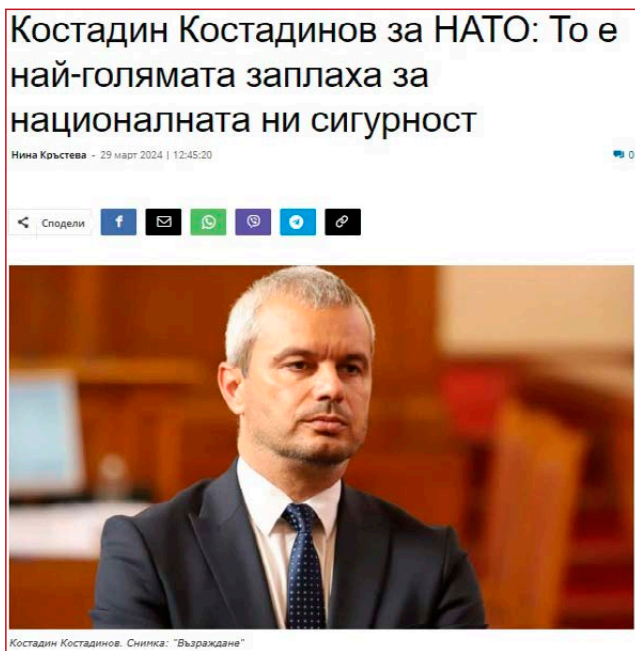 Костадин Костадинов за НАТО: То е
най-голямата заплаха за
националната ни сигурност
Нина Кръстева - 29 март 2024 | 12:45:20
0
Сподели
Костадин Костадинов. Снимка: "Възраждане"